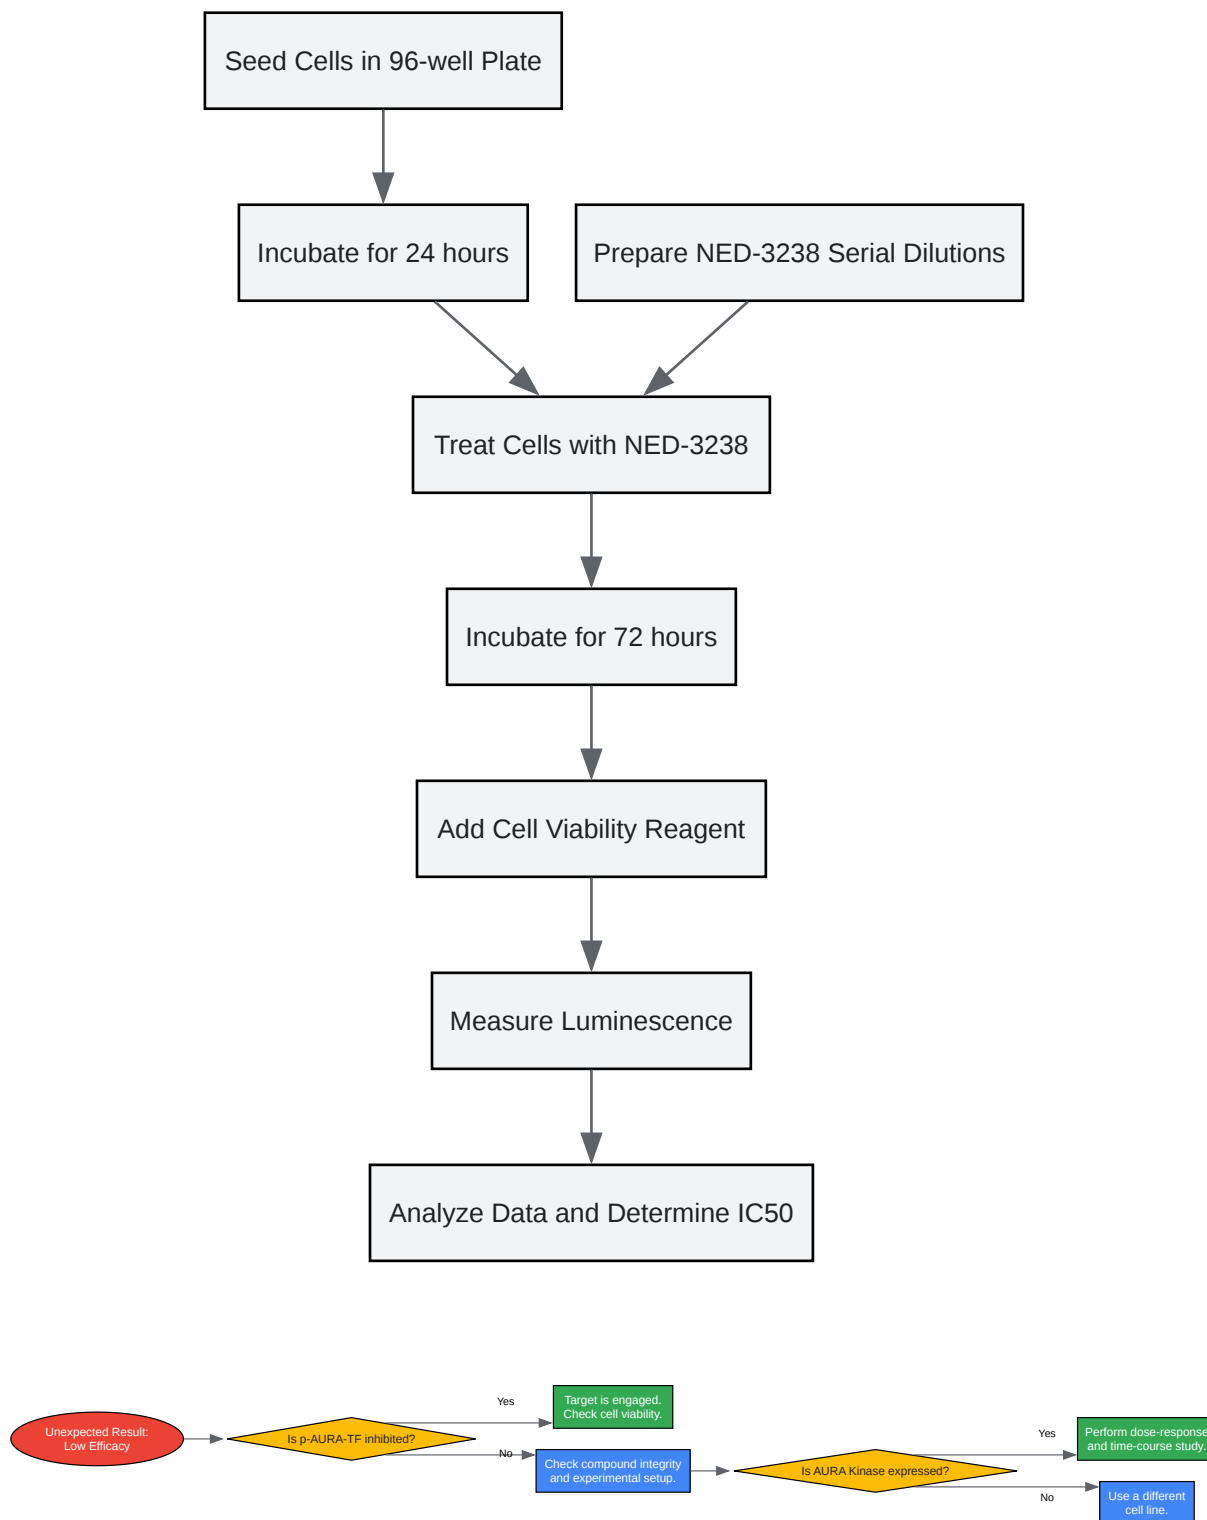 Seed Cells in 96-well Plate
Incubate for 24 hours
Prepare NED-3238 Serial Dilutions
Treat Cells with NED-3238
Incubate for 72 hours
Add Cell Viability Reagent
Measure Luminescence
Analyze Data and Determine IC50
Unexpected Result:
Low Efficacy
Is p-AURA-TF inhibited?
Yes
Target is engaged.
Check cell viability.
No
Check compound integrity
and experimental setup.
Is AURA Kinase expressed?
Yes
Perform dose-response
and time-course study.
No
Use a different
cell line.